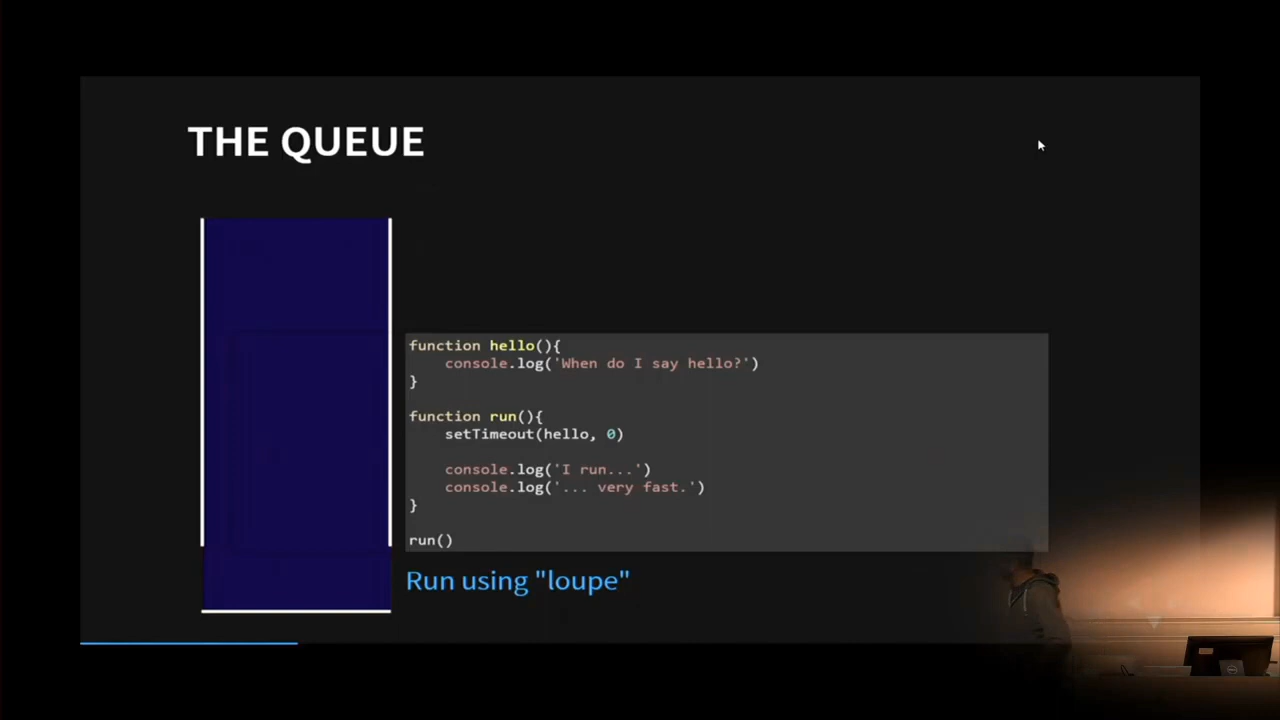 THE QUEUE
function hello(){
    console.log('When do I say hello?')
}
function run(){
    setTimeout(hello, 0)
    console.log('I run...')
    console.log('... very fast.')
}
run()
Run using "loupe"